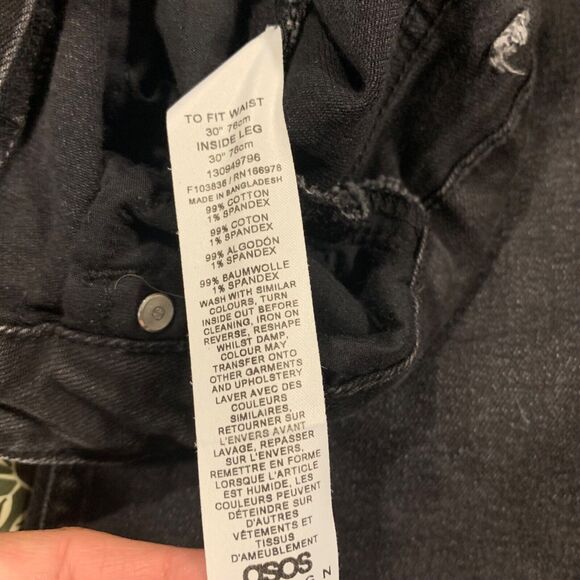 TO FIT WAIST
30" 76cm
INSIDE LEG
30" 76cm
130949796
F103836 / RN166978
MADE IN BANGLADESH
99% COTTON
1% SPANDEX
99% COTON
1% SPANDEX
99% ALGODÓN
1% SPANDEX
99% BAUMWOLLE
1% SPANDEX
WASH WITH SIMILAR
COLOURS, TURN
INSIDE OUT BEFORE
CLEANING, IRON ON
REVERSE, RESHAPE
WHILST DAMP,
COLOUR MAY
TRANSFER ONTO
OTHER GARMENTS
AND UPHOLSTERY
LAVER AVEC DES
COULEURS
SIMILAIRES,
RETOURNER SUR
L'ENVERS AVANT
LAVAGE, REPASSER
SUR L'ENVERS,
REMETTRE EN FORME
LORSQUE L'ARTICLE
EST HUMIDE, LES
COULEURS PEUVENT
DÉTEINDRE SUR
D'AUTRES
VÊTEMENTS ET
TISSUS
D'AMEUBLEMENT
asos
G N